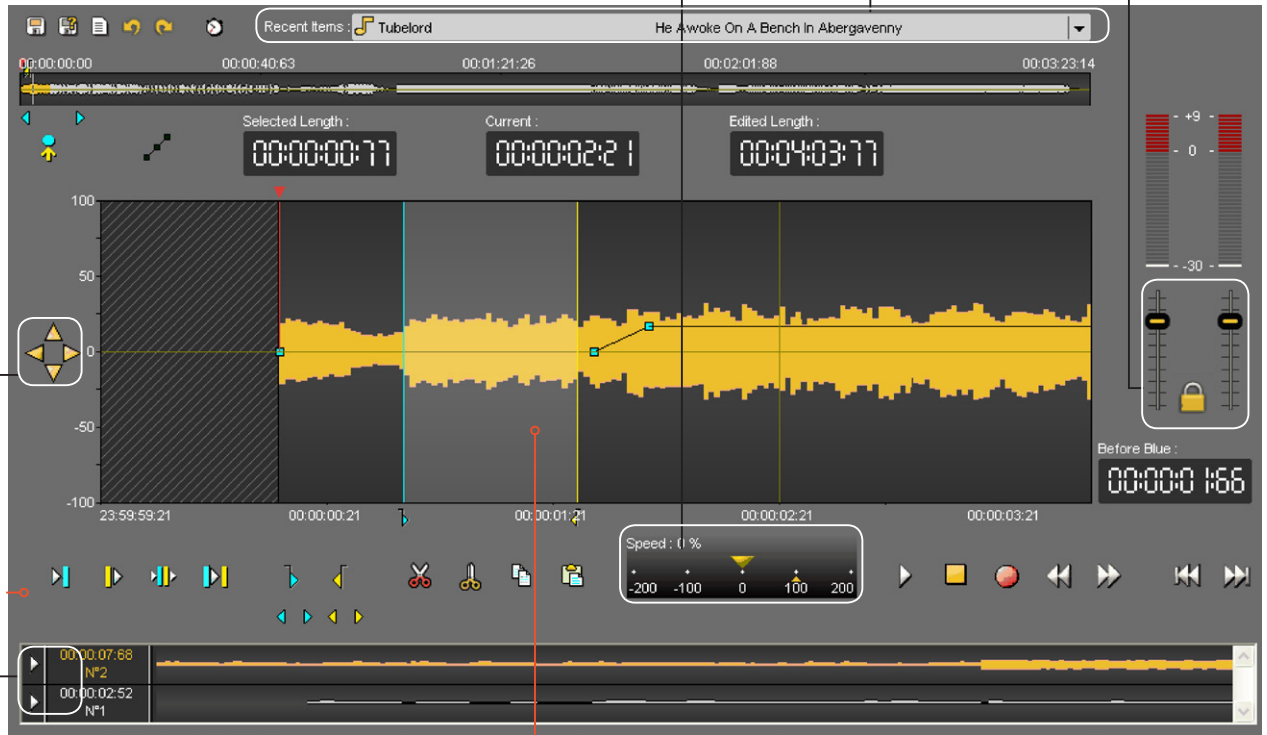 Recent Items : Tubelord He Awoke On A Bench In Abergavenny
00:00:00:00 00:00:40:63 00:01:21:26 00:02:01:88 00:03:23:14
Selected Length : Current : Edited Length :
00:00:00:77 00:00:02:21 00:04:03:77
+9
0
-30
100
50
0
-50
-100
Before Blue :
00:00:01:66
23:59:59:21 00:00:00:21 00:00:01:21 00:00:02:21 00:00:03:21
Speed : 0 %
-200 -100 0 100 200
00:00:07:68
N°2
00:00:02:52
N°1